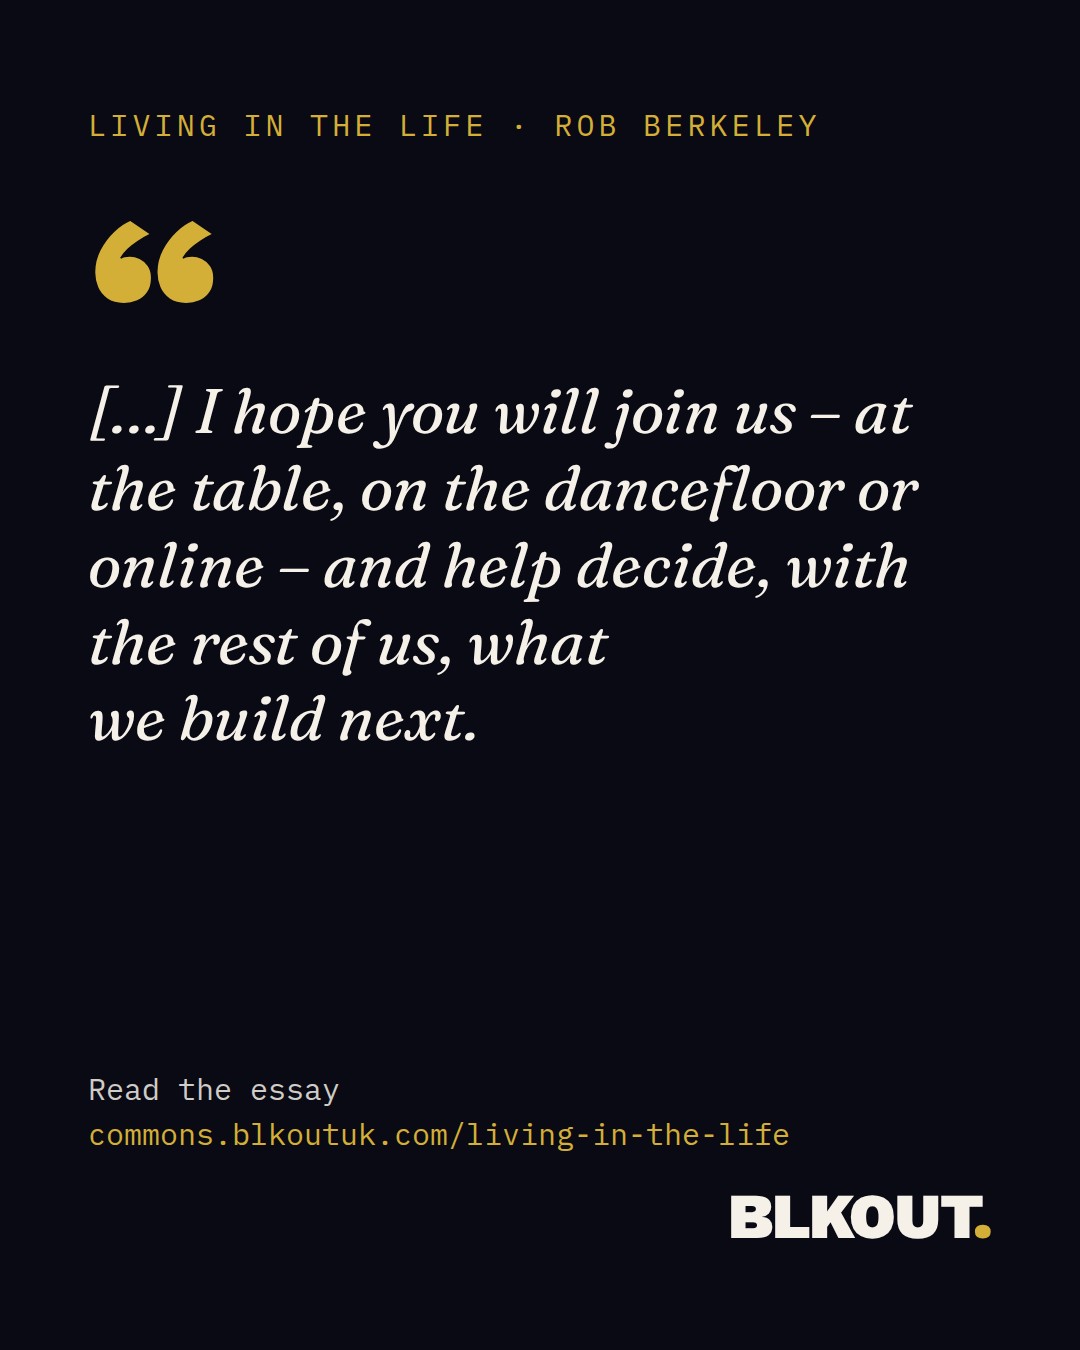 LIVING IN THE LIFE · ROB BERKELEY
“
[...] I hope you will join us – at
the table, on the dancefloor or
online – and help decide, with
the rest of us, what
we build next.
Read the essay
commons.blkoutuk.com/living-in-the-life
BLKOUT.